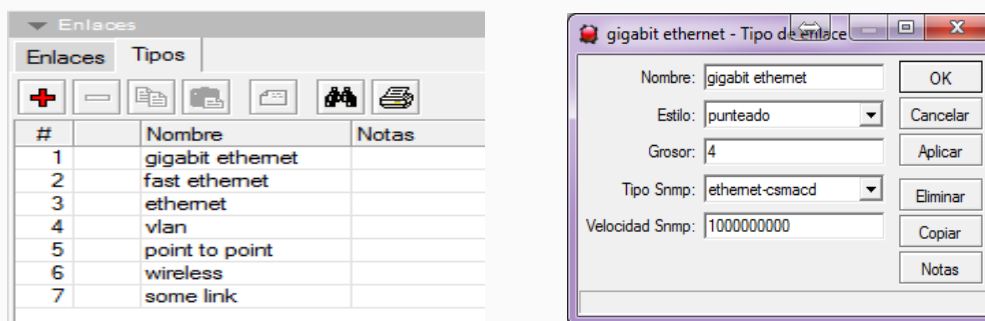 Enlaces
Enlaces Tipos
# Nombre Notas
1 gigabit ethernet
2 fast ethernet
3 ethernet
4 vlan
5 point to point
6 wireless
7 some link
gigabit ethernet - Tipo de enlace
Nombre: gigabit ethernet OK
Estilo: punteado Cancelar
Grosor: 4 Aplicar
Tipo Snmp: ethernet-csmacd Eliminar
Velocidad Snmp: 1000000000 Copiar
Notas